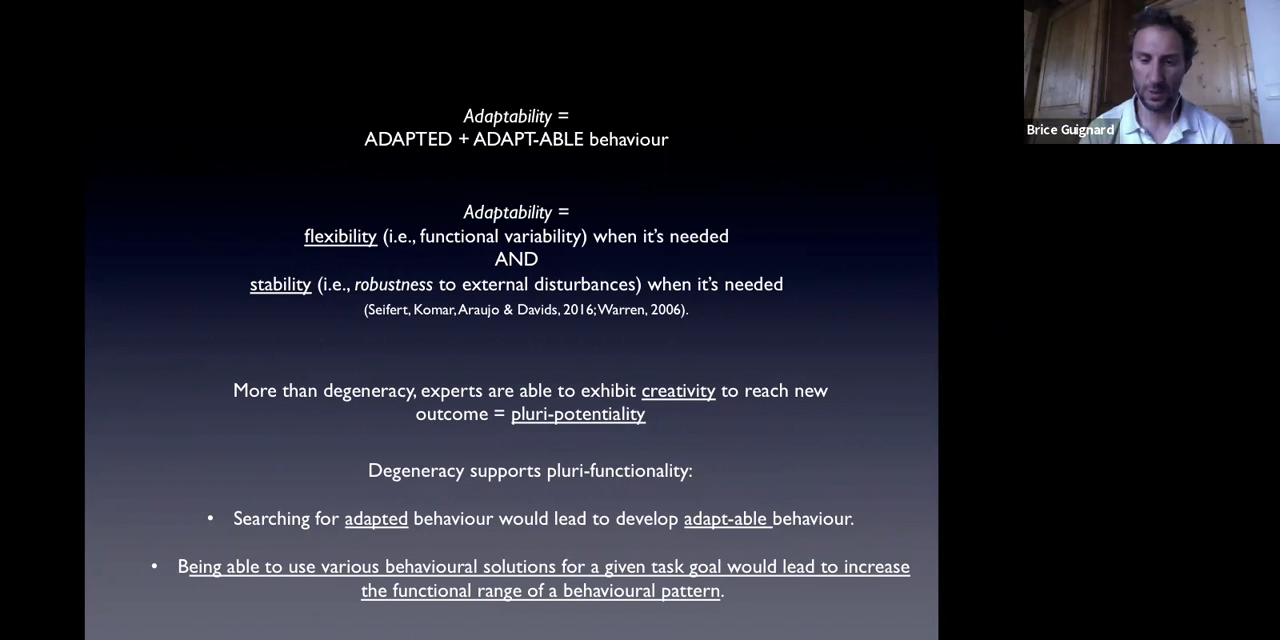 Adaptability =
ADAPTED + ADAPT-ABLE behaviour
Adaptability =
flexibility (i.e., functional variability) when it's needed
AND
stability (i.e., robustness to external disturbances) when it's needed
(Seifert, Komar, Araujo & Davids, 2016; Warren, 2006).
More than degeneracy, experts are able to exhibit creativity to reach new
outcome = pluri-potentiality
Degeneracy supports pluri-functionality:
• Searching for adapted behaviour would lead to develop adapt-able behaviour.
• Being able to use various behavioural solutions for a given task goal would lead to increase
the functional range of a behavioural pattern.
Brice Guignard